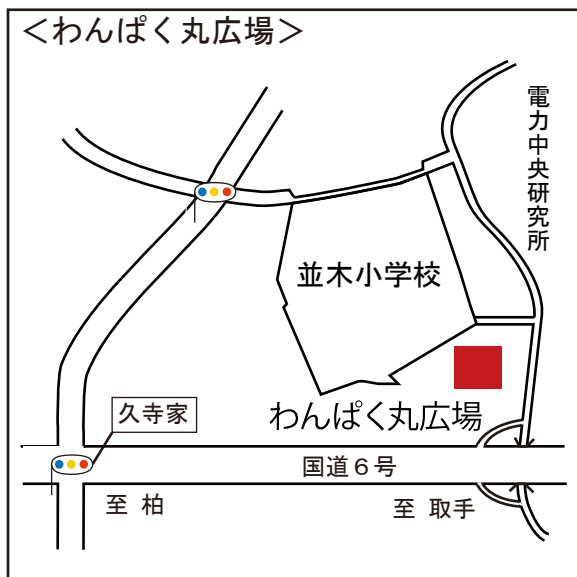 ＜わんぱく丸広場＞
電力中央研究所
並木小学校
わんぱく丸広場
久寺家
国道６号
至 柏
至 取手